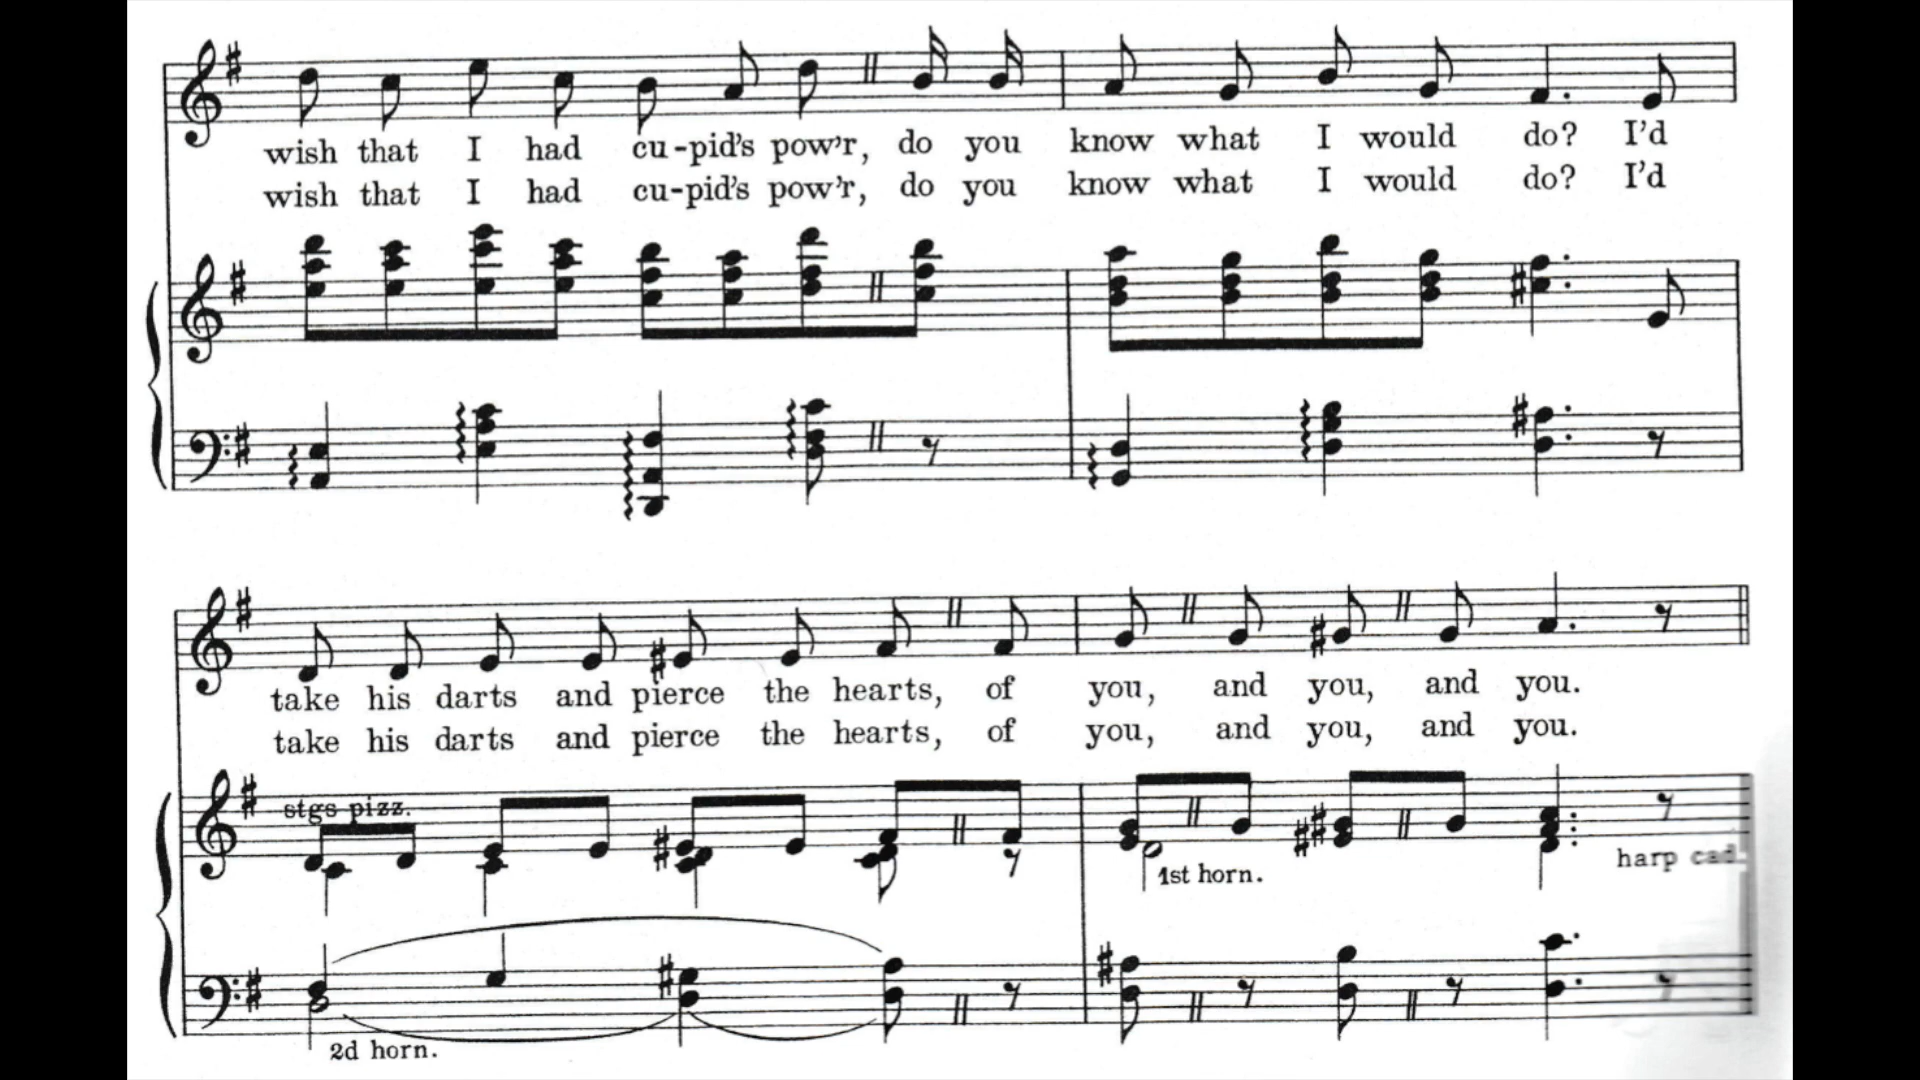 wish that I had cu-pid's pow'r, do you know what I would do? I'd
wish that I had cu-pid's pow'r, do you know what I would do? I'd
take his darts and pierce the hearts, of you, and you, and you.
take his darts and pierce the hearts, of you, and you, and you.
stgs pizz.
1st horn.
harp cad.
2d horn.